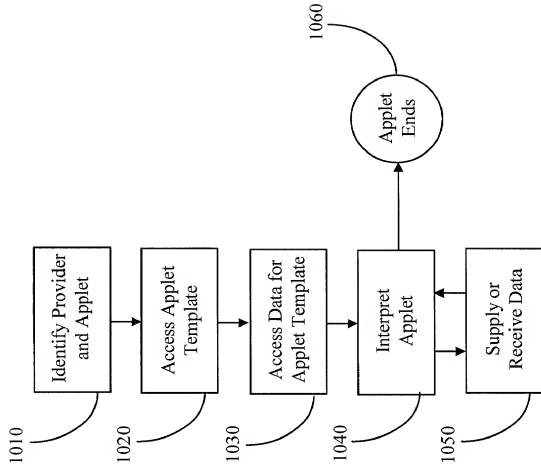 1010
Identify Provider
and Applet
1020
Access Applet
Template
1030
Access Data for
Applet Template
1040
Interpret
Applet
1050
Supply or
Receive Data
1060
Applet
Ends